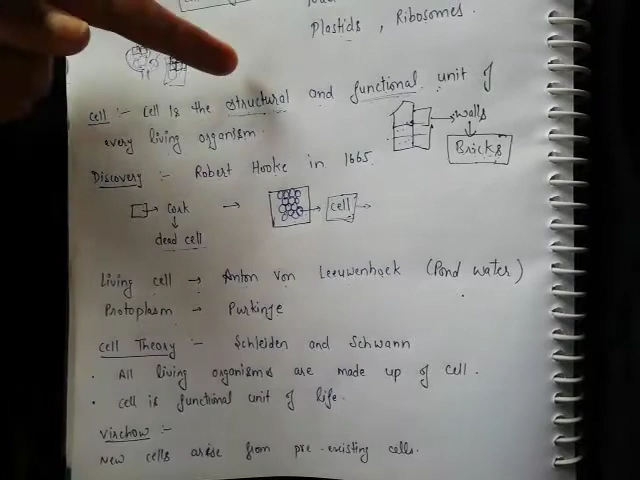 Plastids, Ribosomes.
Cell :- Cell is the structural and functional unit of
every living organism.
walls
Bricks
Discovery :- Robert Hooke in 1665.
Cork
cell
dead cell
Living cell → Anton Von Leeuwenhoek (Pond water)
Protoplasm → Purkinje
Cell Theory :- Schleiden and Schwann
. All living organisms are made up of cell.
. Cell is functional unit of life.
Virchow :-
New cells arise from pre-existing cells.